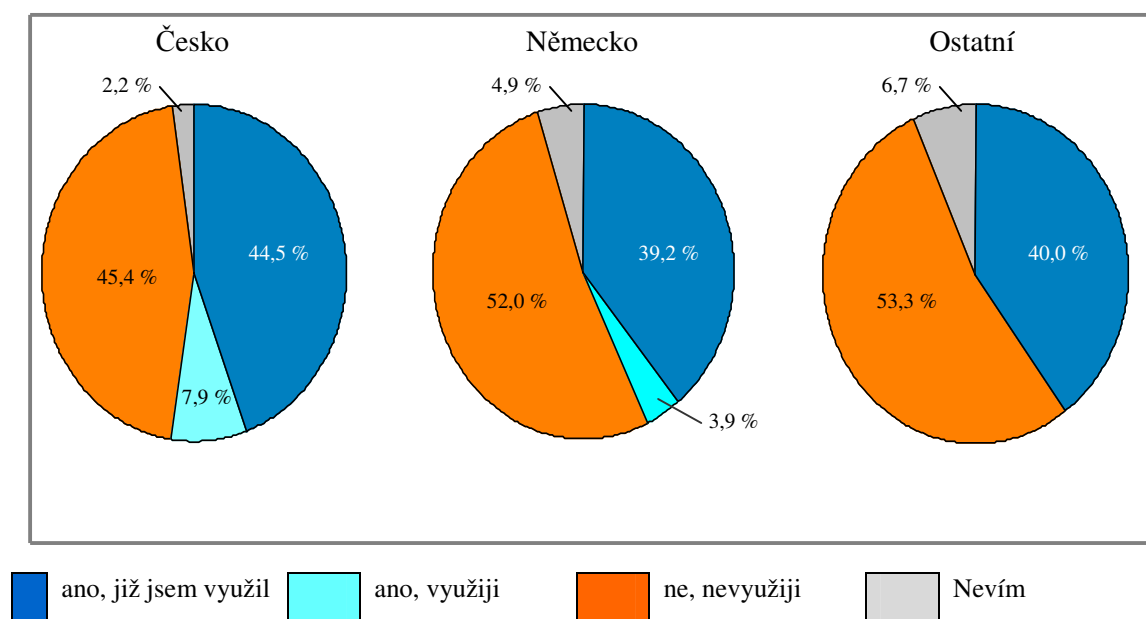 Česko
Německo
Ostatní
2,2 %
4,9 %
6,7 %
44,5 %
39,2 %
40,0 %
45,4 %
52,0 %
53,3 %
7,9 %
3,9 %
ano, již jsem využil
ano, využiji
ne, nevyužiji
Nevím